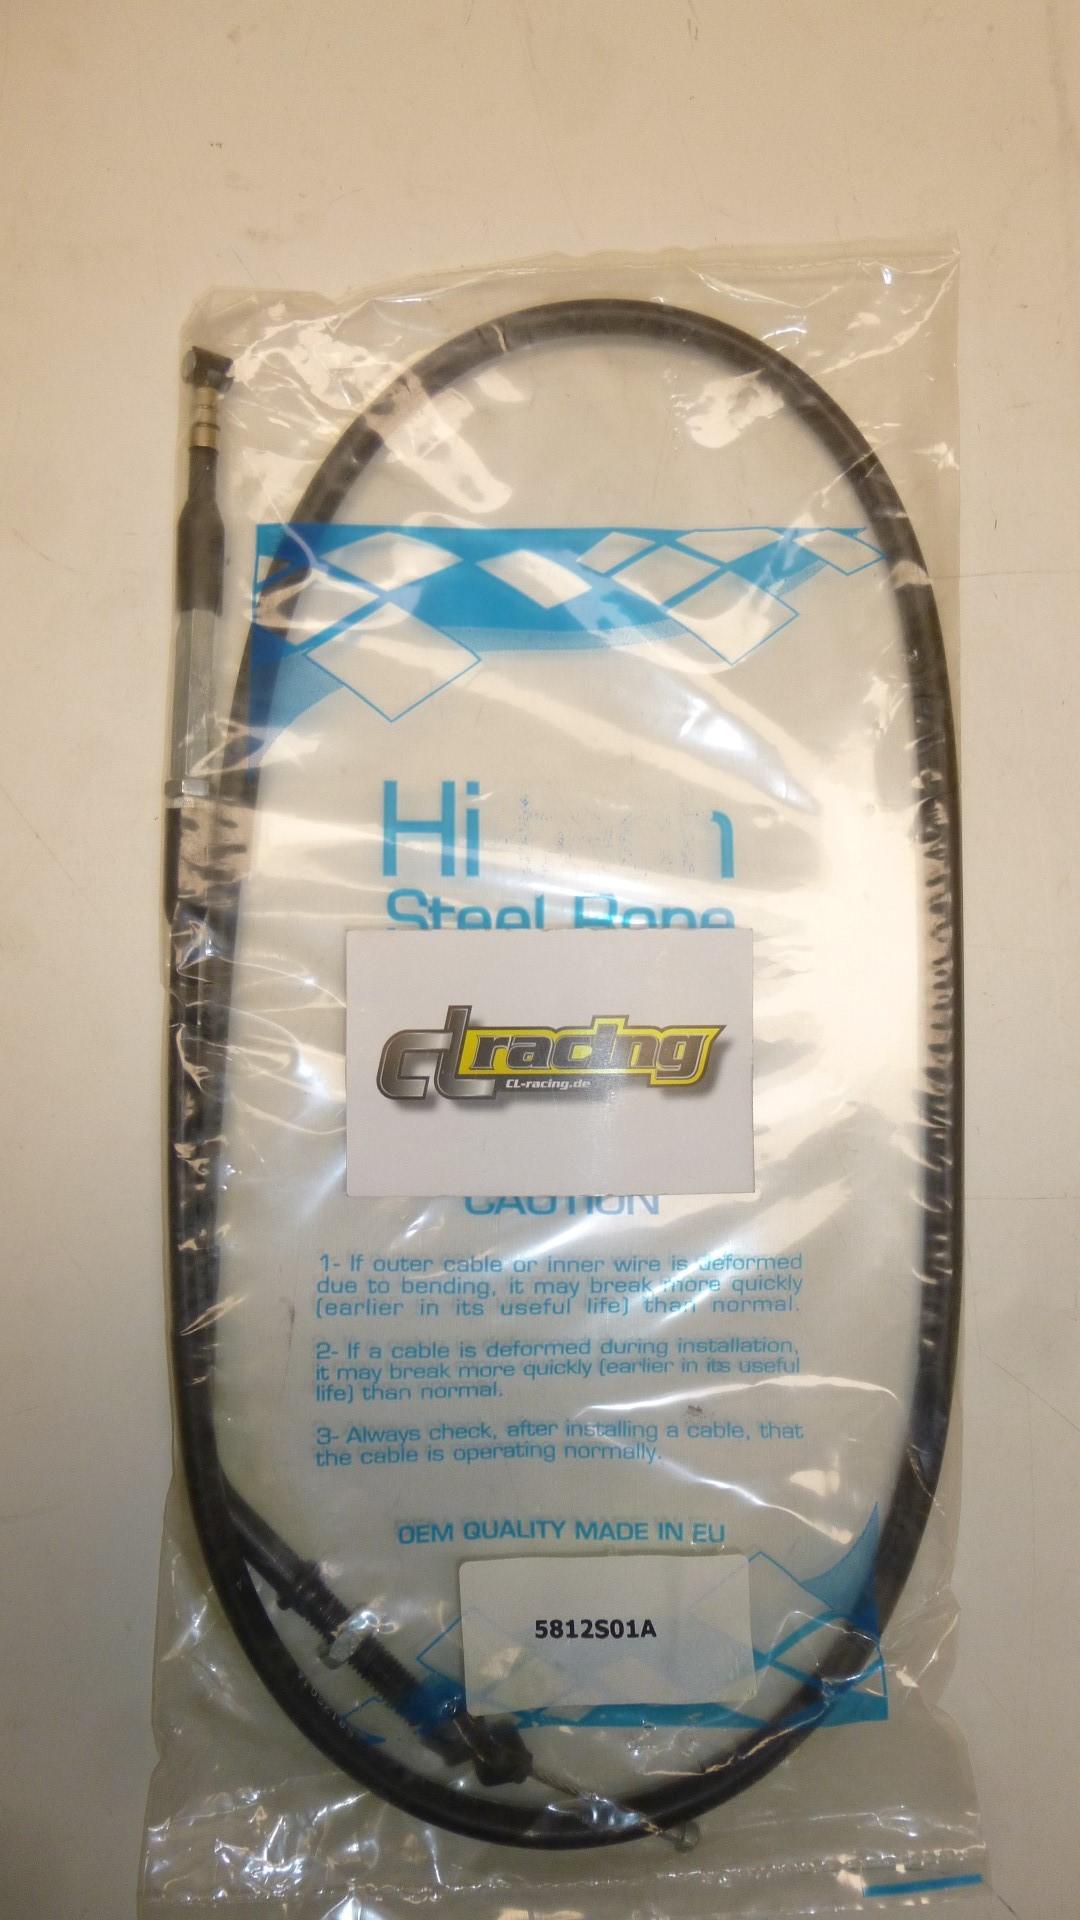 Hi
Steel Rope
CL racing
CL-racing.de
CAUTION
1- If outer cable or inner wire is deformed
due to bending, it may break more quickly
(earlier in its useful life) than normal.
2- If a cable is deformed during installation,
it may break more quickly (earlier in its useful
life) than normal.
3- Always check, after installing a cable, that
the cable is operating normally.
OEM QUALITY MADE IN EU
5812S01A